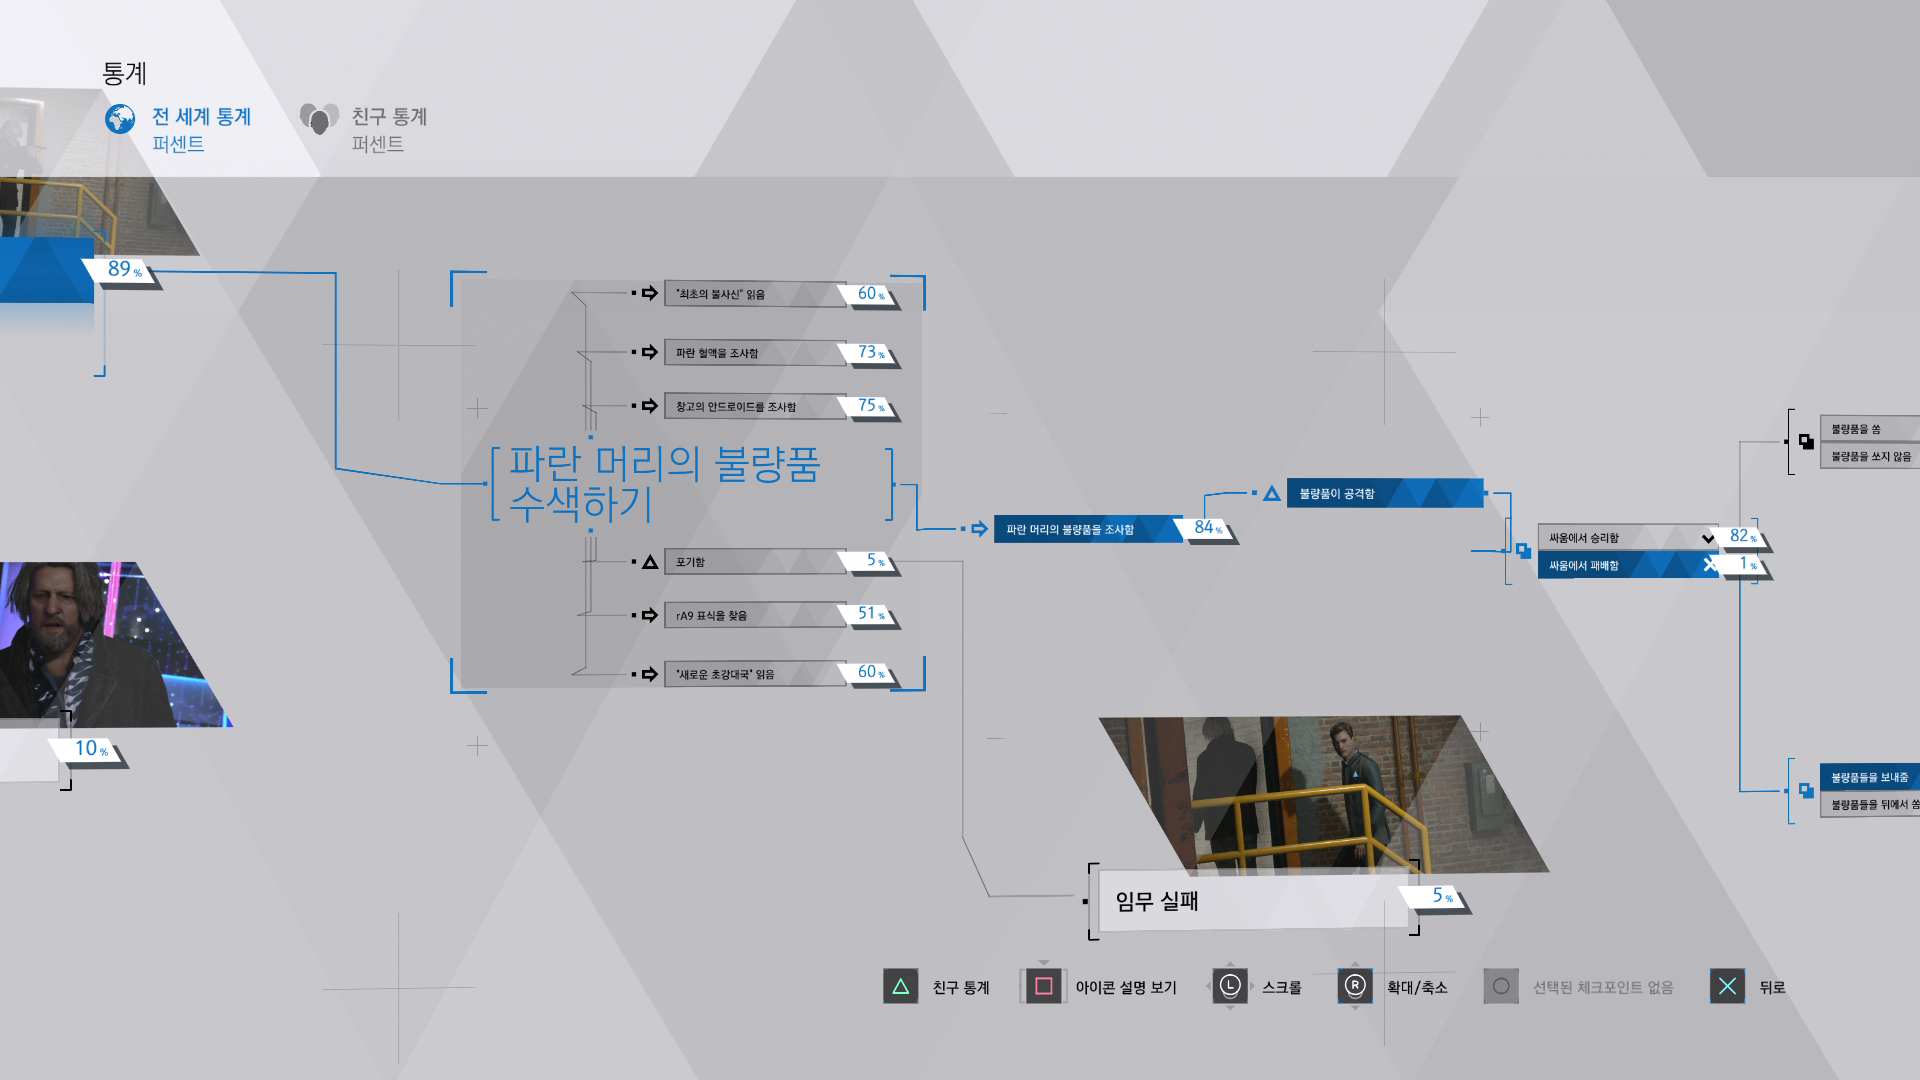 통계
전 세계 통계
퍼센트
친구 통계
퍼센트
89%
10%
"최초의 불사신" 읽음
60%
파란 혈액을 조사함
73%
창고의 안드로이드를 조사함
75%
파란 머리의 불량품
수색하기
포기함
5%
rA9 표식을 찾음
51%
"새로운 초강대국" 읽음
60%
파란 머리의 불량품을 조사함
84%
불량품이 공격함
싸움에서 승리함
82%
싸움에서 패배함
1%
불량품을 쏨
불량품을 쏘지 않음
불량품들을 보내줌
불량품들을 뒤에서 쏨
임무 실패
5%
친구 통계
아이콘 설명 보기
L
스크롤
R
확대/축소
선택된 체크포인트 없음
뒤로